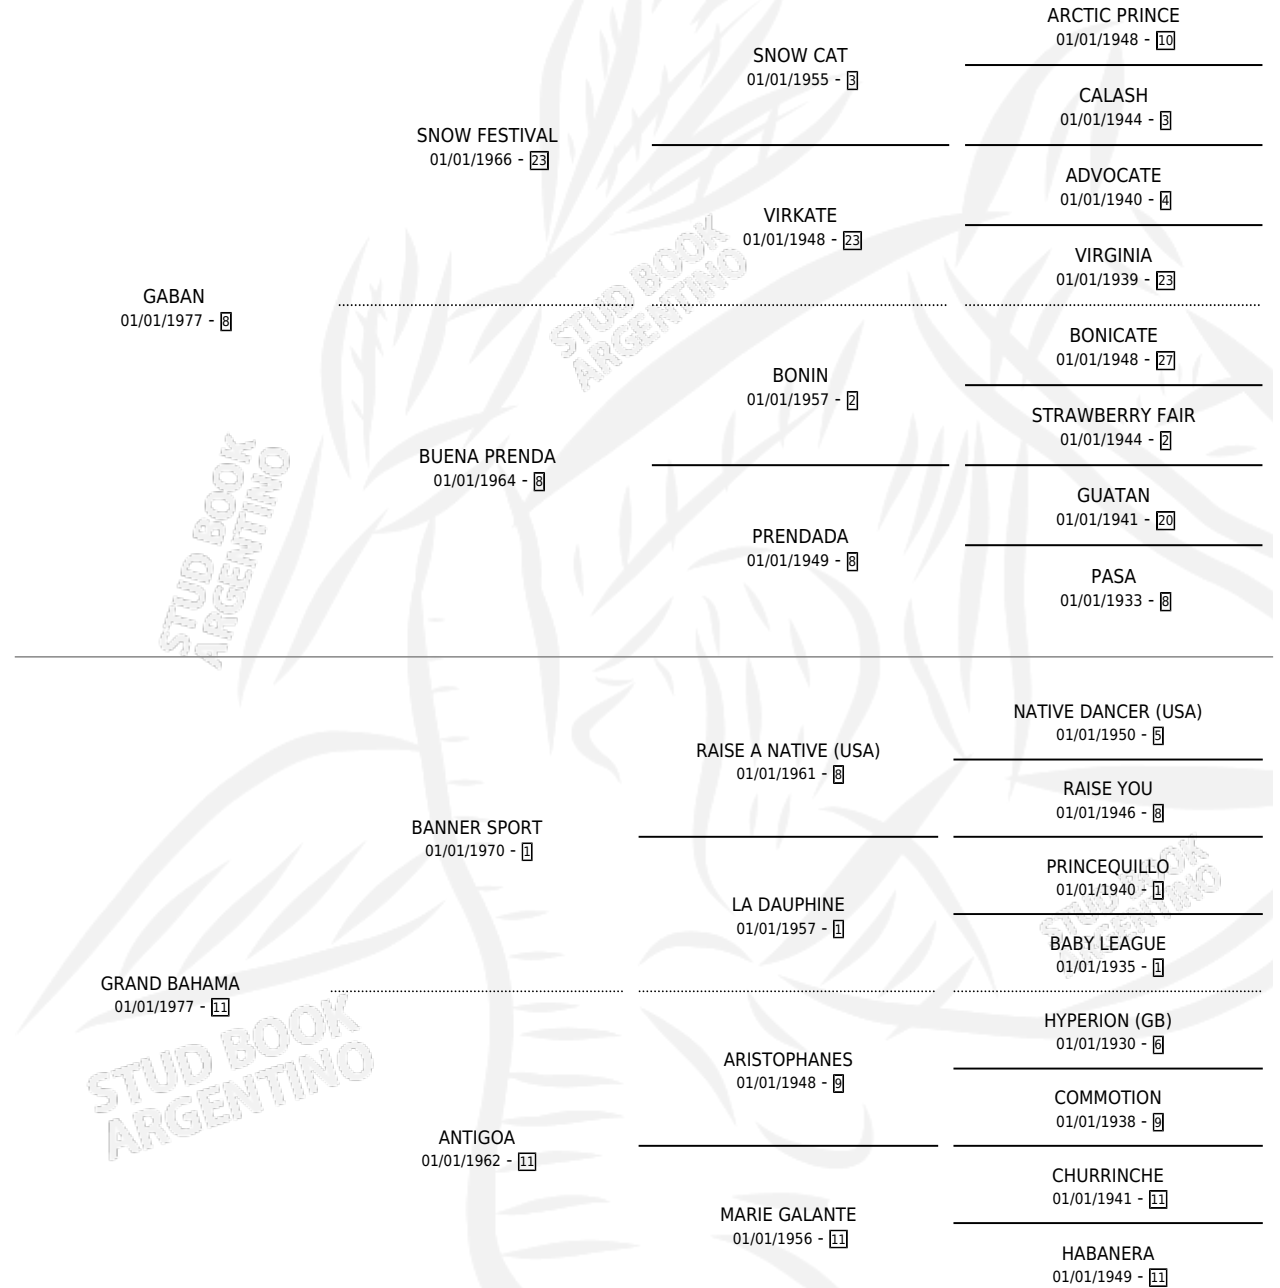 ARCTIC PRINCE
01/01/1948 - 10
SNOW CAT
01/01/1955 - 3
CALASH
01/01/1944 - 3
SNOW FESTIVAL
01/01/1966 - 23
ADVOCATE
01/01/1940 - 4
VIRKATE
01/01/1948 - 23
VIRGINIA
01/01/1939 - 23
GABAN
01/01/1977 - 8
BONICATE
01/01/1948 - 27
BONIN
01/01/1957 - 2
STRAWBERRY FAIR
01/01/1944 - 2
BUENA PRENDA
01/01/1964 - 8
GUATAN
01/01/1941 - 20
PRENDADA
01/01/1949 - 8
PASA
01/01/1933 - 8
STUD BOOK
ARGENTINO
STUD BOOK
ARGENTINO
NATIVE DANCER (USA)
01/01/1950 - 5
RAISE A NATIVE (USA)
01/01/1961 - 8
RAISE YOU
01/01/1946 - 8
BANNER SPORT
01/01/1970 - 1
PRINCEQUILLO
01/01/1940 - 1
LA DAUPHINE
01/01/1957 - 1
BABY LEAGUE
01/01/1935 - 1
GRAND BAHAMA
01/01/1977 - 11
HYPERION (GB)
01/01/1930 - 6
ARISTOPHANES
01/01/1948 - 9
COMMOTION
01/01/1938 - 9
ANTIGOA
01/01/1962 - 11
CHURRINCHE
01/01/1941 - 11
MARIE GALANTE
01/01/1956 - 11
HABANERA
01/01/1949 - 11
STUD BOOK
ARGENTINO
STUD BOOK
ARGENTINO